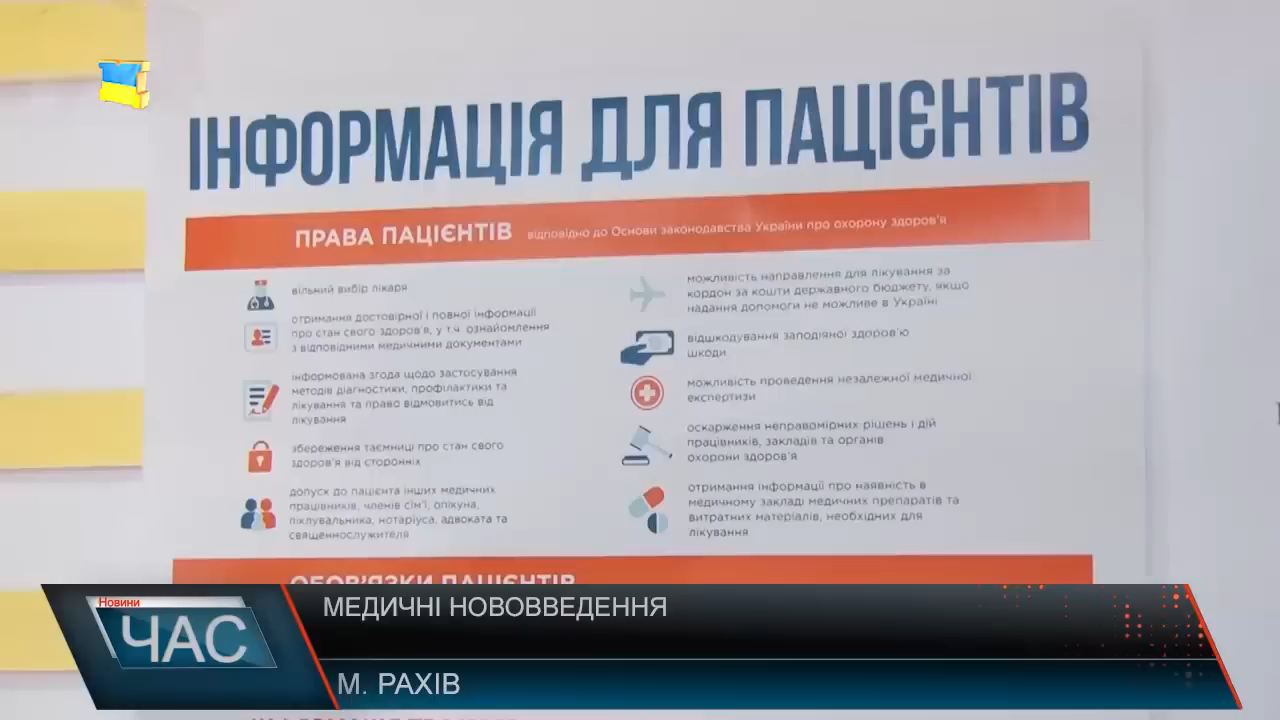 ІНФОРМАЦІЯ ДЛЯ ПАЦІЄНТІВ
ПРАВА ПАЦІЄНТІВ відповідно до Основи законодавства України про охорону здоров'я
вільний вибір лікаря
отримання достовірної і повної інформації
про стан свого здоров'я, у т.ч. ознайомлення
з відповідними медичними документами
інформована згода щодо застосування
методів діагностики, профілактики та
лікування та право відмовитись від
лікування
збереження таємниці про стан свого
здоров'я від сторонніх
допуск до пацієнта інших медичних
працівників, членів сім'ї, опікуна,
піклувальника, нотаріуса, адвоката та
священнослужителя
можливість направлення для лікування за
кордон за кошти державного бюджету, якщо
надання допомоги не можливе в Україні
відшкодування заподіяної здоров'ю
шкоди
можливість проведення незалежної медичної
експертизи
оскарження неправомірних рішень і дій
працівників, закладів та органів
охорони здоров'я
отримання інформації про наявність в
медичному закладі медичних препаратів та
витратних матеріалів, необхідних для
лікування
ОБОВ'ЯЗКИ ПАЦІЄНТІВ
Новини
ЧАС
МЕДИЧНІ НОВОВВЕДЕННЯ
М. РАХІВ